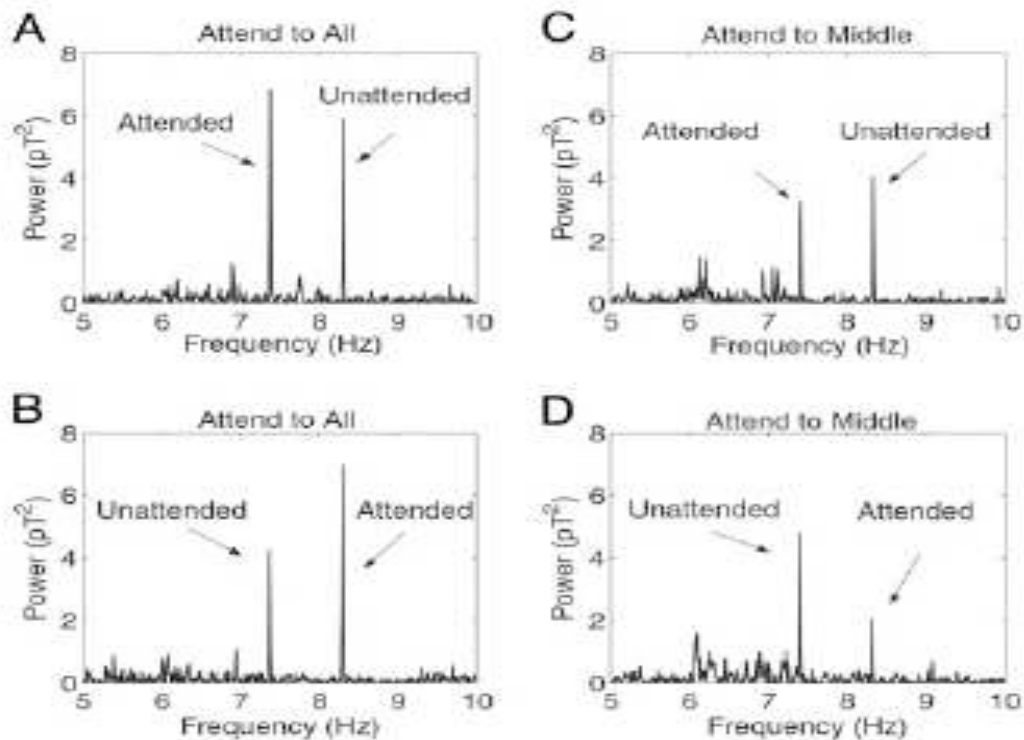 A
Attend to All
8
6
4
2
0
Power (pT²)
Attended
Unattended
5 6 7 8 9 10
Frequency (Hz)
C
Attend to Middle
8
6
4
2
0
Power (pT²)
Attended
Unattended
5 6 7 8 9 10
Frequency (Hz)
B
Attend to All
8
6
4
2
0
Power (pT²)
Unattended
Attended
5 6 7 8 9 10
Frequency (Hz)
D
Attend to Middle
8
6
4
2
0
Power (pT²)
Unattended
Attended
5 6 7 8 9 10
Frequency (Hz)